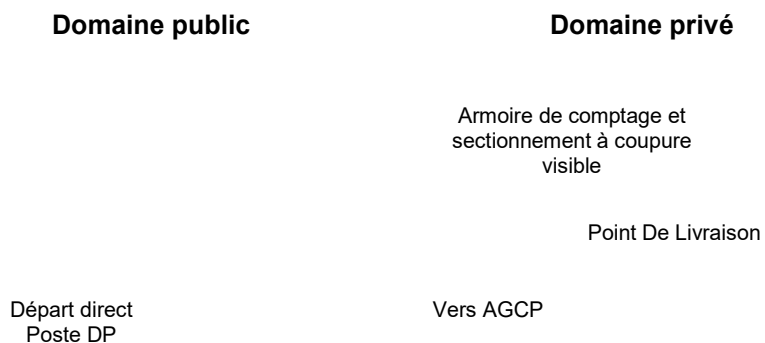 Domaine public
Domaine privé
Armoire de comptage et
sectionnement à coupure
visible
Point De Livraison
Départ direct
Poste DP
Vers AGCP